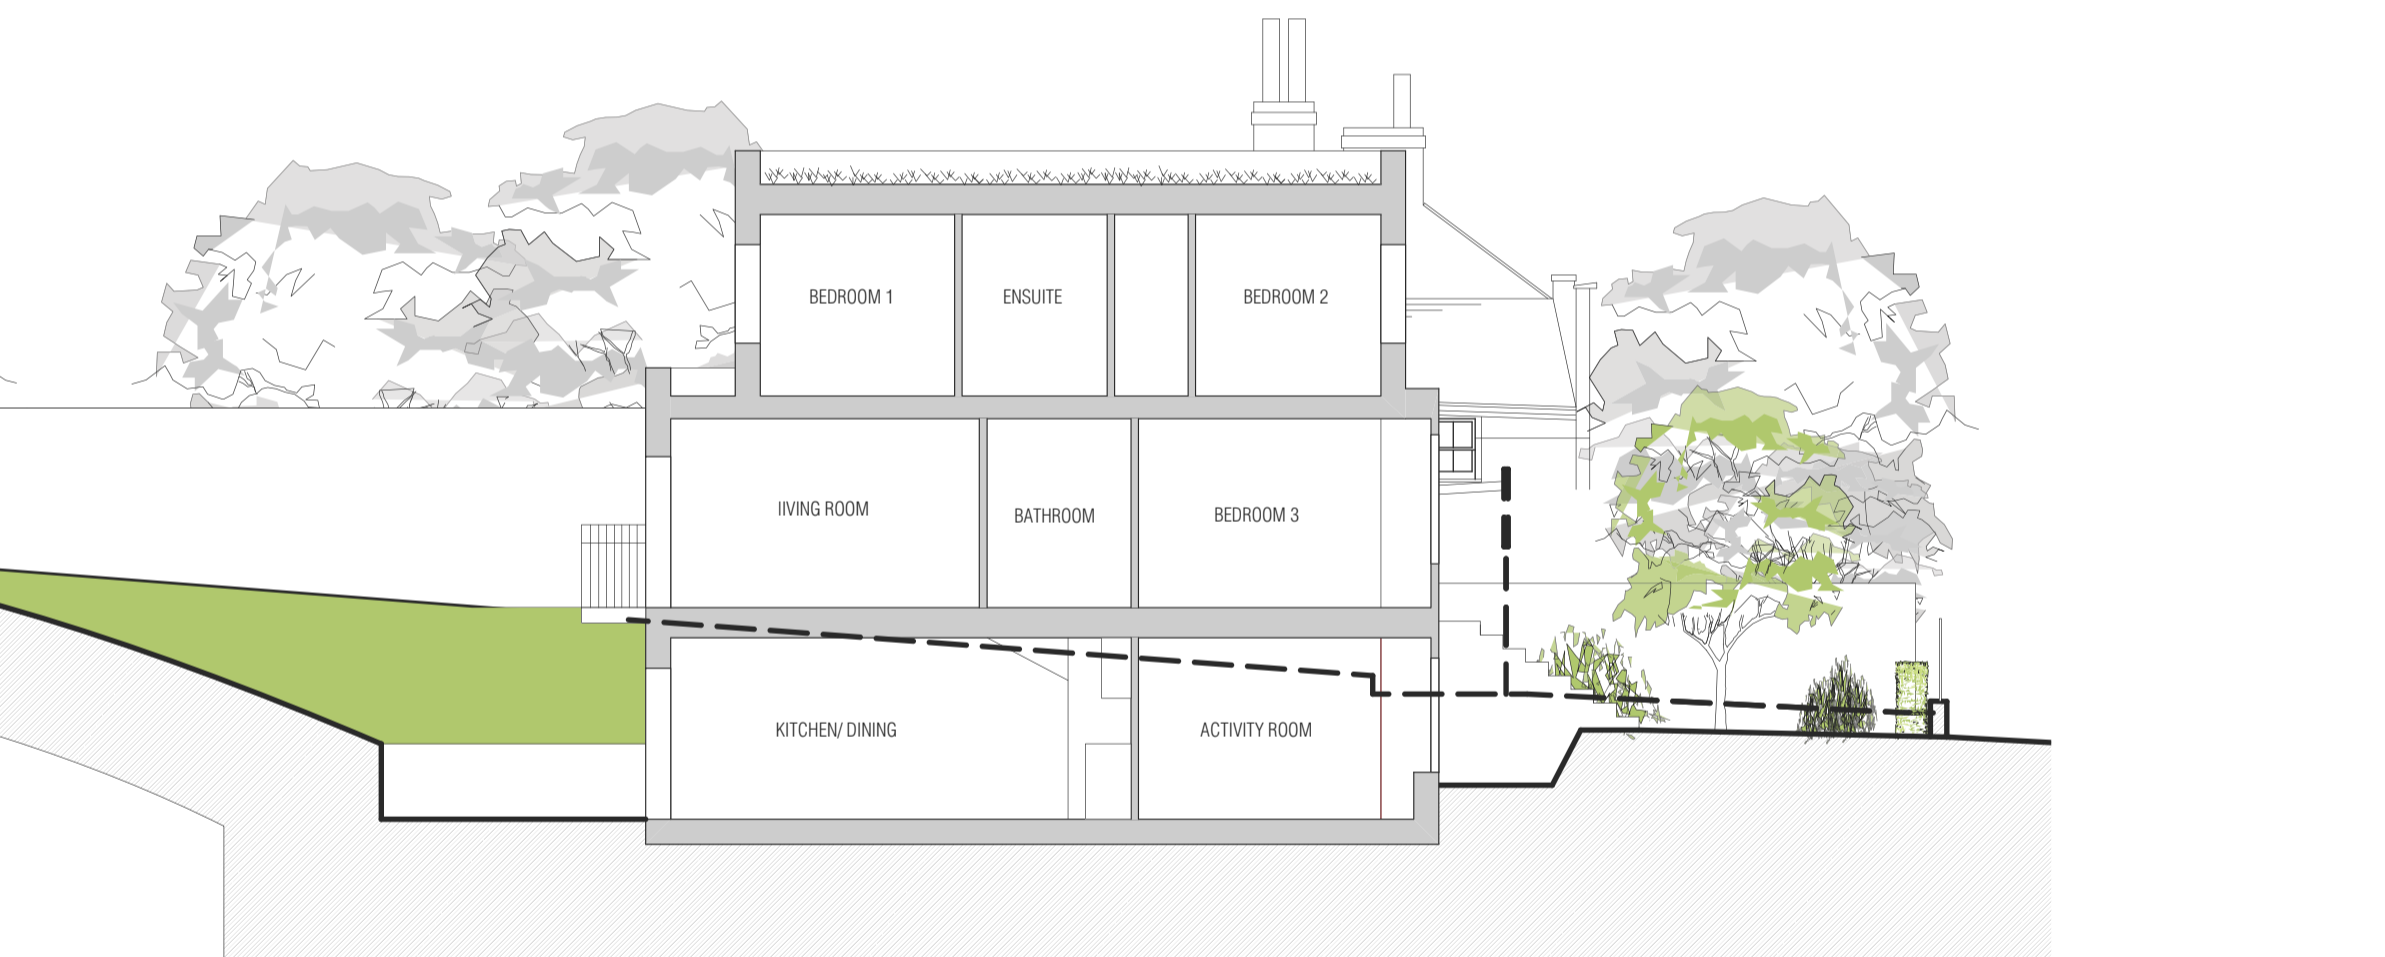 BEDROOM 1
ENSUITE
BEDROOM 2
IIVING ROOM
BATHROOM
BEDROOM 3
KITCHEN/ DINING
ACTIVITY ROOM